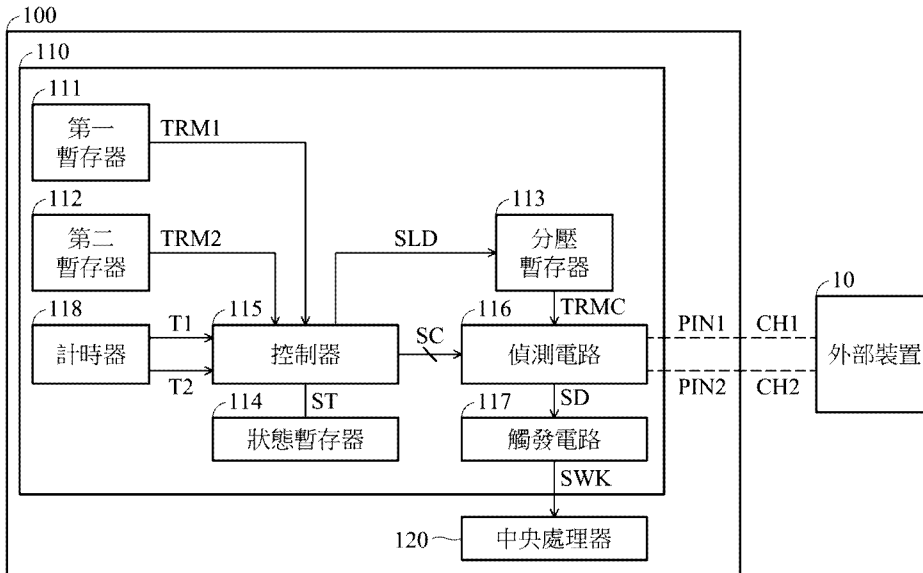 100
110
111
第一
暫存器
TRM1
112
第二
暫存器
TRM2
113
分壓
暫存器
SLD
TRMC
118
計時器
T1
T2
115
控制器
SC
116
偵測電路
PIN1
CH1
PIN2
CH2
10
外部裝置
114
狀態暫存器
ST
SD
117
觸發電路
SWK
120
中央處理器